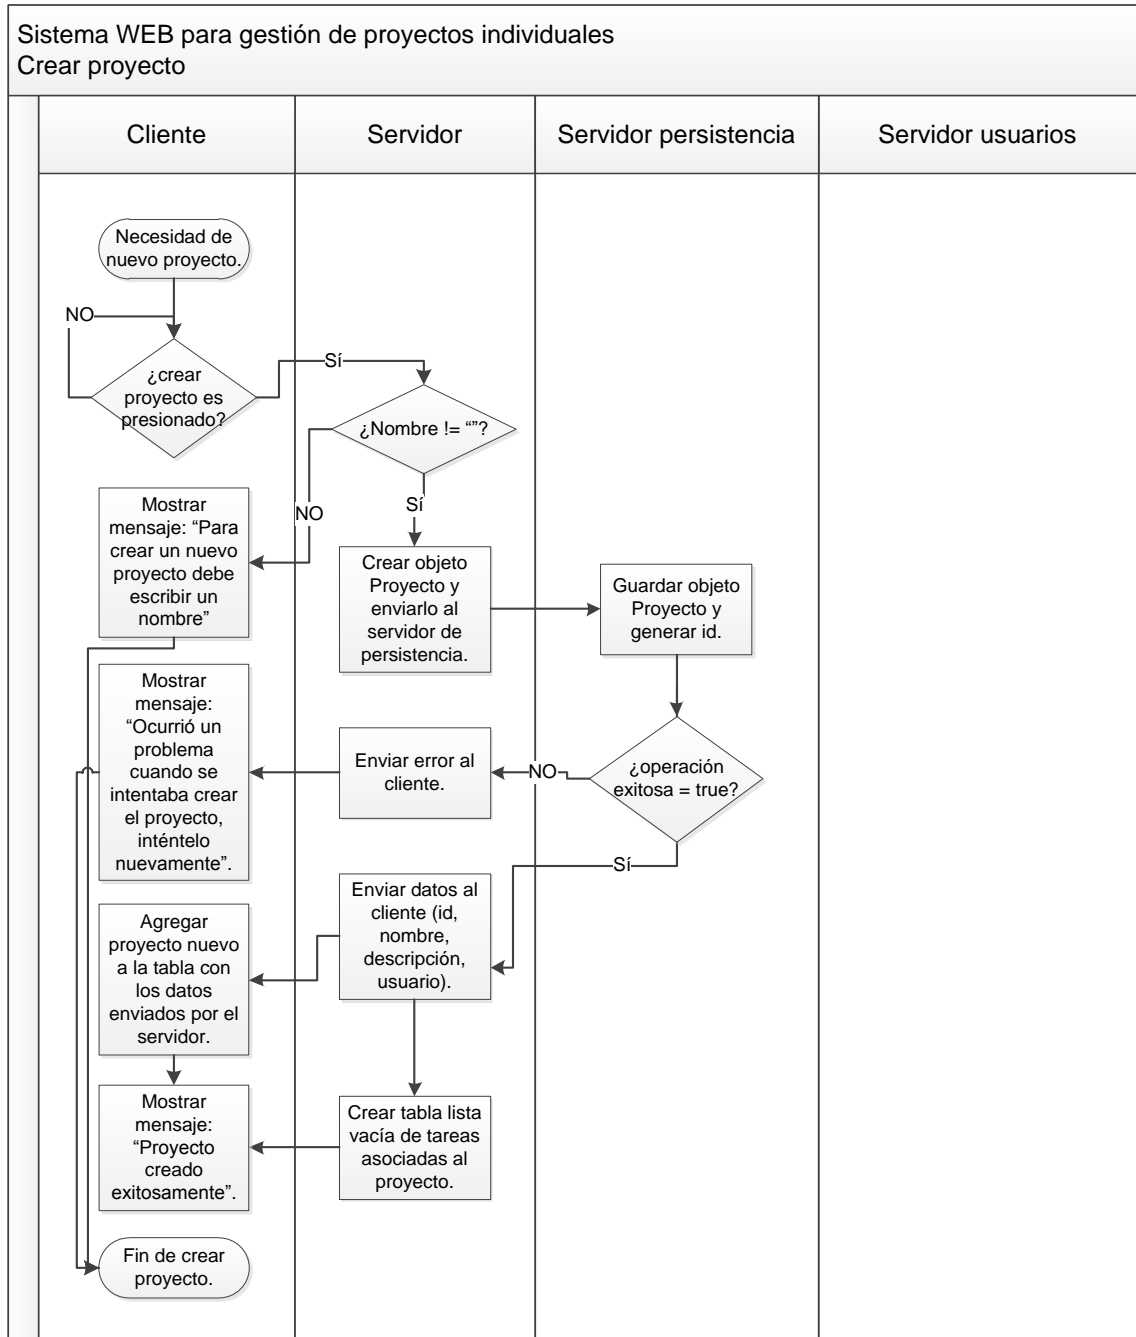 Sistema WEB para gestión de proyectos individuales
Crear proyecto
Cliente
Servidor
Servidor persistencia
Servidor usuarios
Necesidad de
nuevo proyecto.
NO
¿crear
proyecto es
presionado?
Sí
¿Nombre != “”?
NO
Sí
Mostrar
mensaje: “Para
crear un nuevo
proyecto debe
escribir un
nombre”
Crear objeto
Proyecto y
enviarlo al
servidor de
persistencia.
Guardar objeto
Proyecto y
generar id.
Mostrar
mensaje:
“Ocurrió un
problema
cuando se
intentaba crear
el proyecto,
inténtelo
nuevamente”.
Enviar error al
cliente.
NO
¿operación
exitosa = true?
Sí
Enviar datos al
cliente (id,
nombre,
descripción,
usuario).
Agregar
proyecto nuevo
a la tabla con
los datos
enviados por el
servidor.
Mostrar
mensaje:
“Proyecto
creado
exitosamente”.
Crear tabla lista
vacía de tareas
asociadas al
proyecto.
Fin de crear
proyecto.